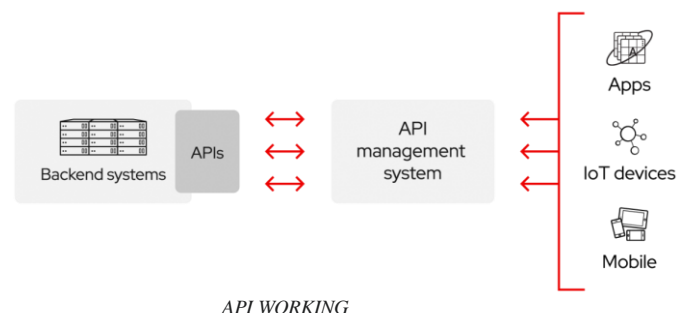 Backend systems
APIs
API
management
system
Apps
IoT devices
Mobile
API WORKING